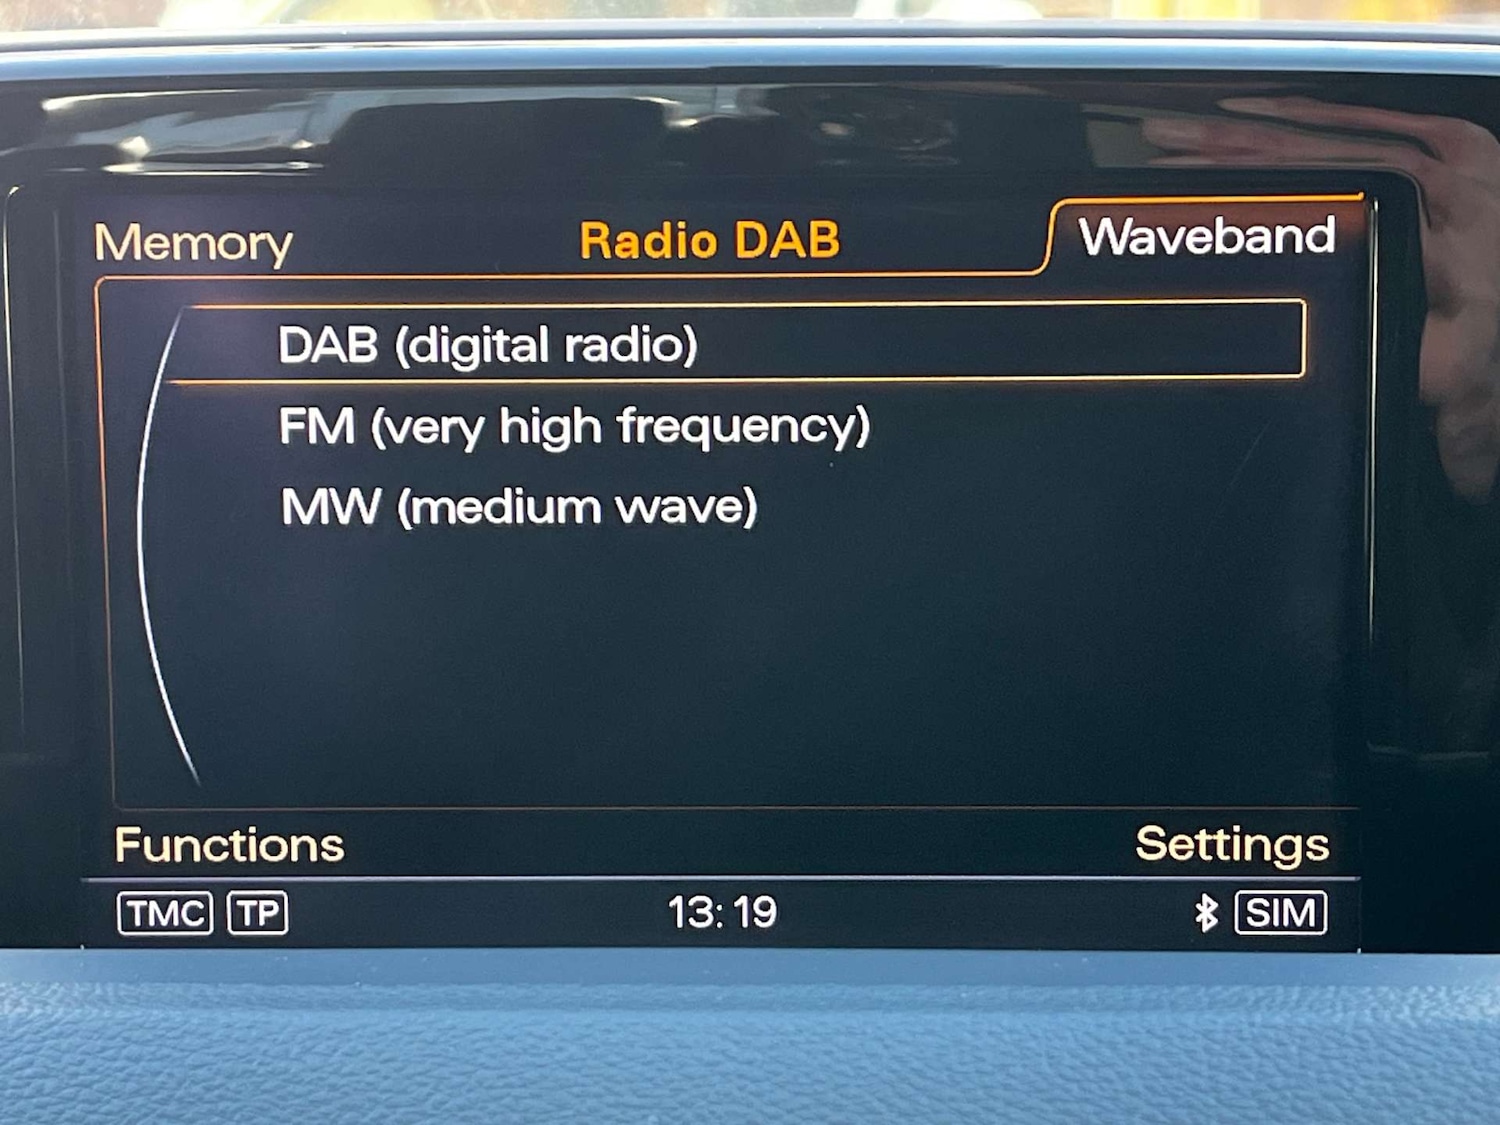 Memory Radio DAB Waveband
DAB (digital radio)
FM (very high frequency)
MW (medium wave)
Functions Settings
TMC TP 13:19 SIM